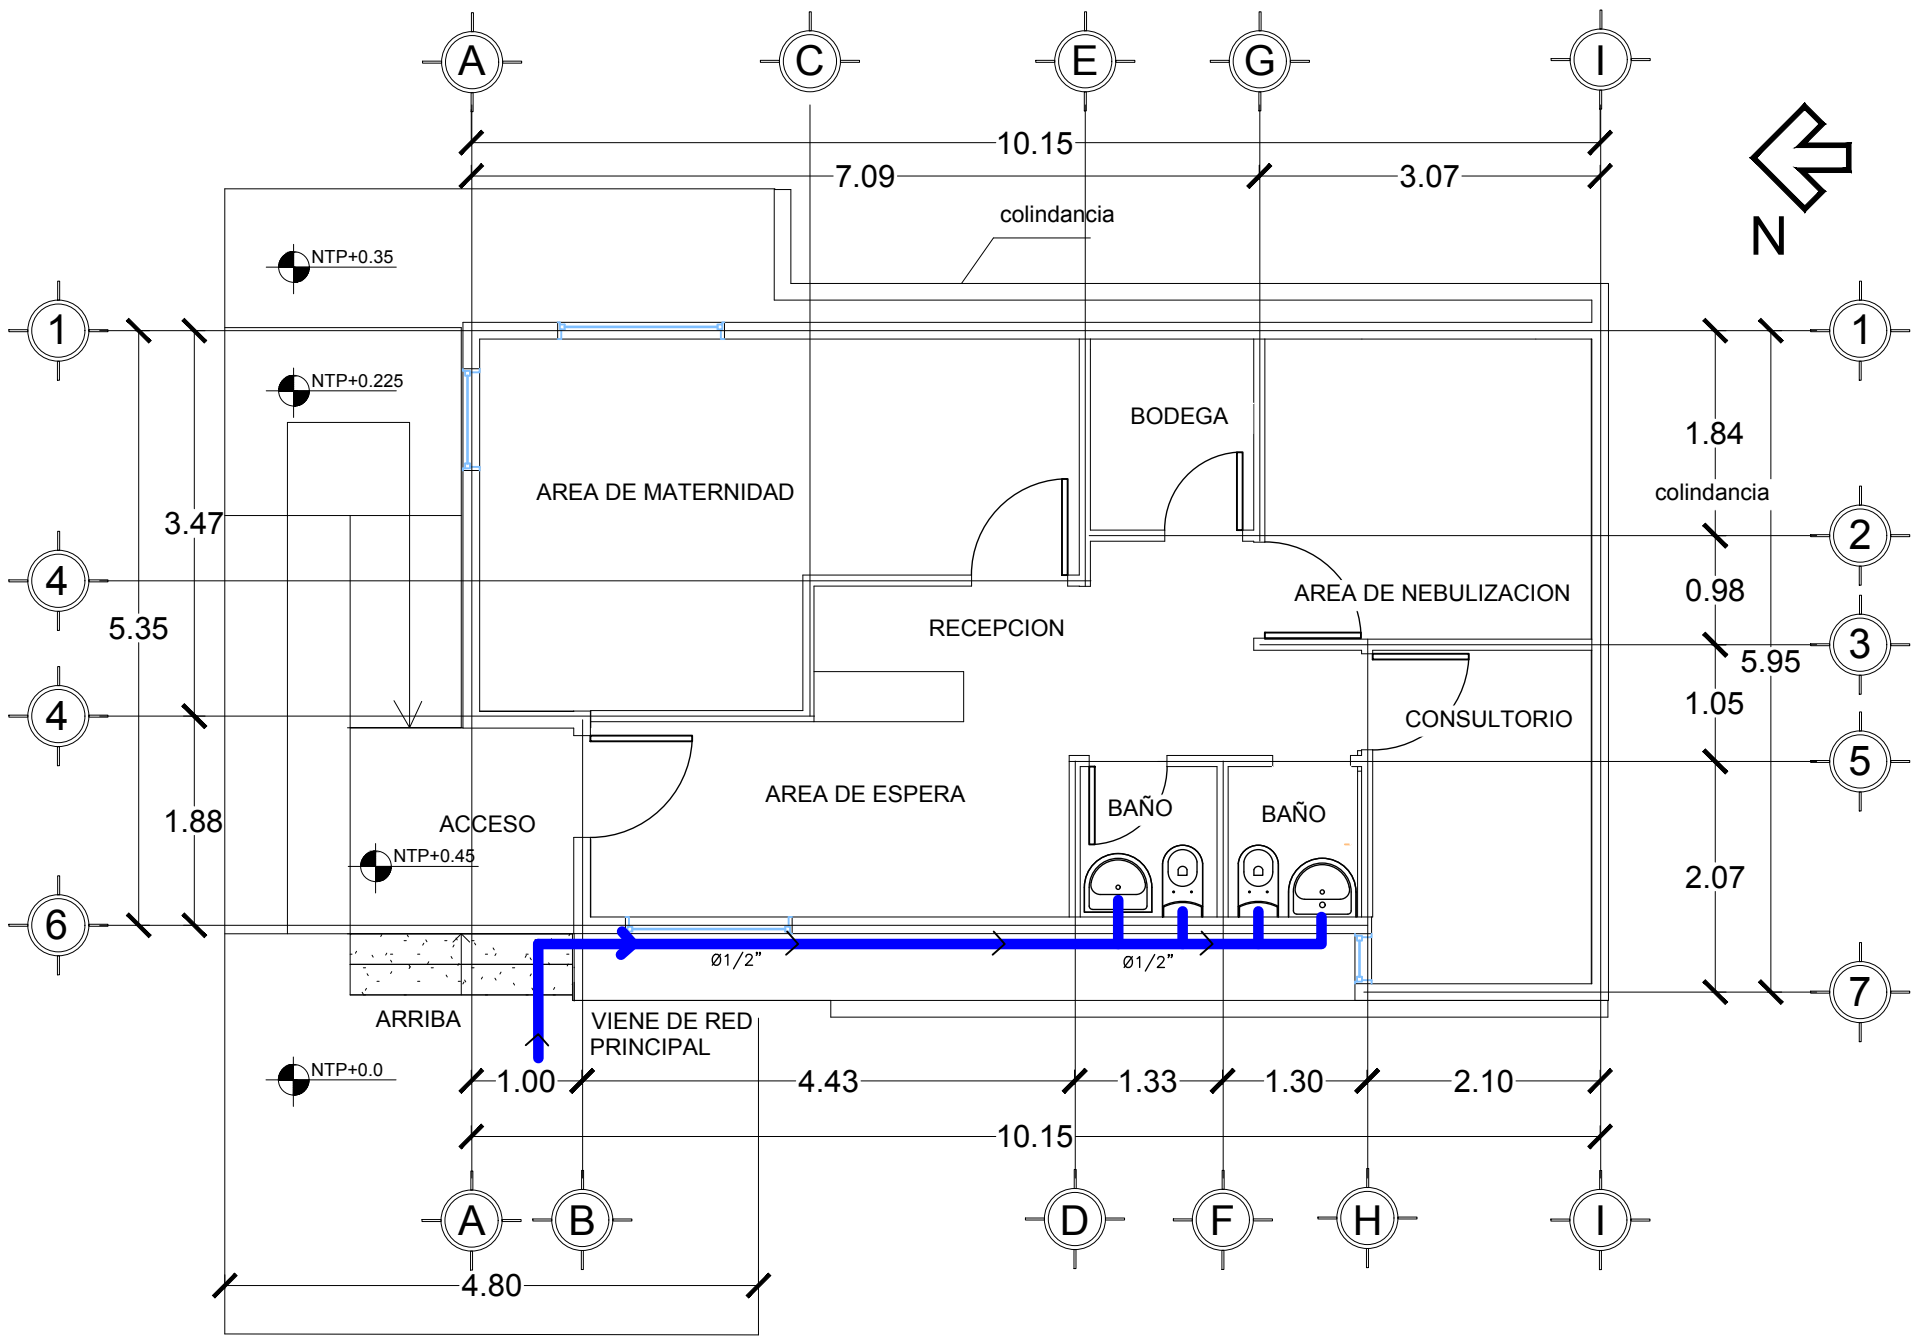 A C E G I
10.15
7.09 3.07
colindancia
N
NTP+0.35
1 1
NTP+0.225
BODEGA
1.84
AREA DE MATERNIDAD
colindancia
3.47
2
4
AREA DE NEBULIZACION
0.98
5.35
RECEPCION
3
5.95
4
CONSULTORIO
1.05
5
AREA DE ESPERA
BAÑO
BAÑO
1.88
ACCESO
NTP+0.45
2.07
6
Ø1/2" Ø1/2"
7
ARRIBA
VIENE DE RED
PRINCIPAL
NTP+0.0
1.00 4.43 1.33 1.30 2.10
10.15
A B D F H I
4.80